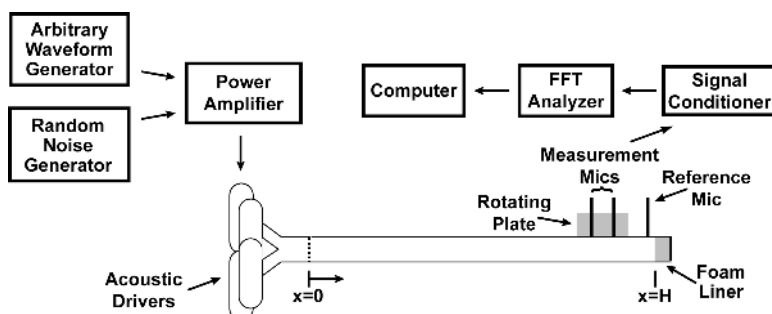 Arbitrary
Waveform
Generator
Random
Noise
Generator
Power
Amplifier
Computer
FFT
Analyzer
Signal
Conditioner
Measurement
Mics
Rotating
Plate
Reference
Mic
Acoustic
Drivers
x=0
x=H
Foam
Liner